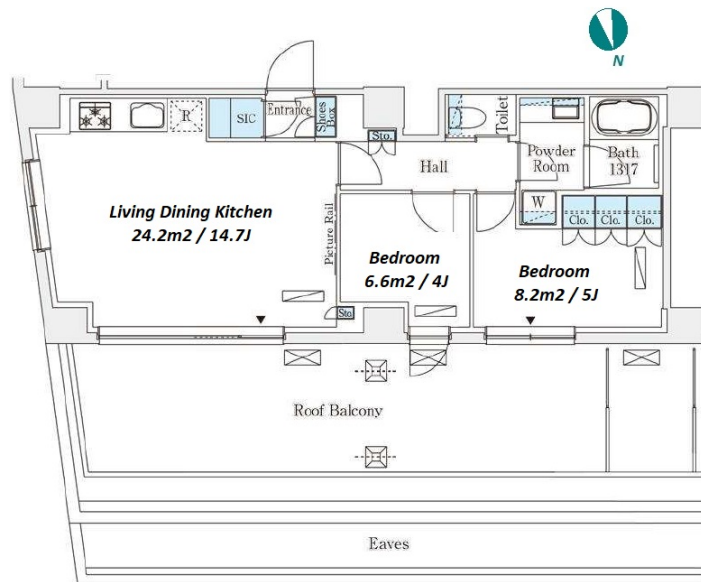 N
R
SIC
Entrance
Shoes
Box
Sto.
Toilet
Powder
Room
Bath
1317
Hall
W
Clo.
Clo.
Clo.
Living Dining Kitchen
24.2m2 / 14.7J
Picture Rail
Bedroom
6.6m2 / 4J
Bedroom
8.2m2 / 5J
Sto.
Roof Balcony
Eaves